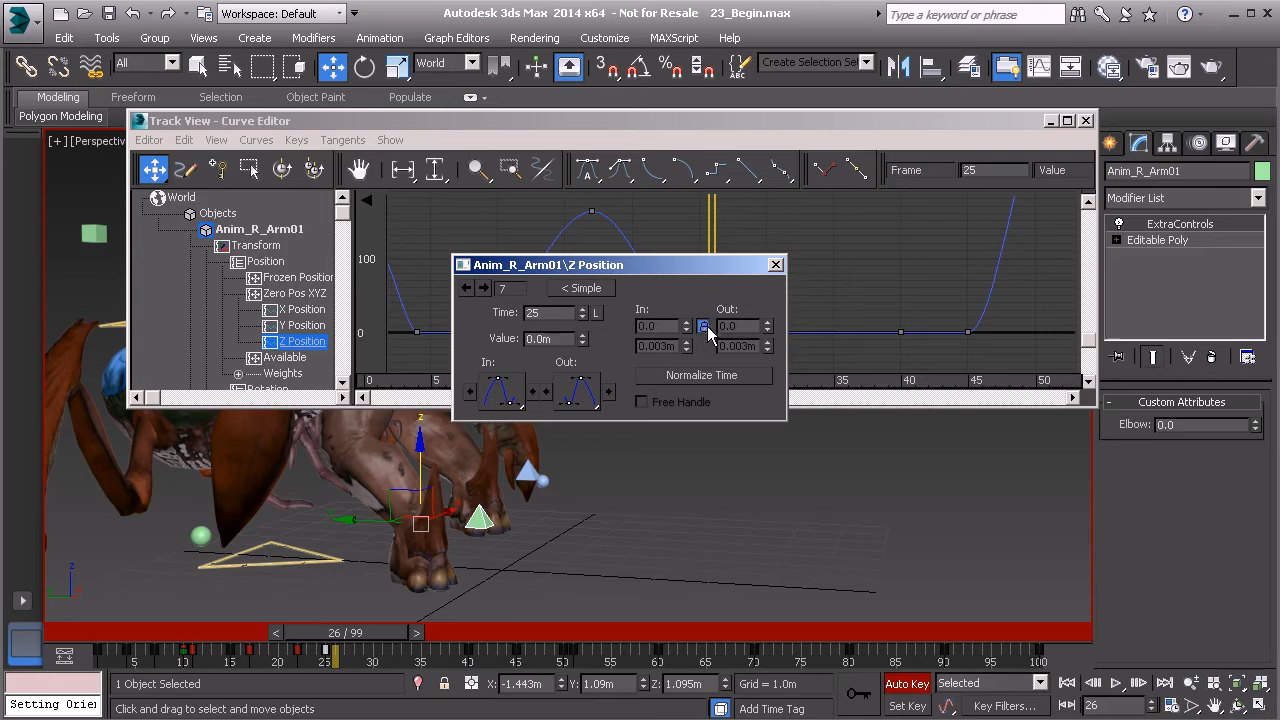 Workspace: Default
Autodesk 3ds Max 2014 x64 - Not for Resale 23_Begin.max
Type a keyword or phrase
Edit Tools Group Views Create Modifiers Animation Graph Editors Rendering Customize MAXScript Help
All World Create Selection Se
Modeling Freeform Selection Object Paint Populate
Polygon Modeling
[+][Perspective
Track View - Curve Editor
Editor Edit View Curves Keys Tangents Show
Frame 25 Value
World
Objects
Anim_R_Arm01
Transform
Position
Frozen Position
Zero Pos XYZ
X Position
Y Position
Z Position
Available
Weights
Rotation
100
0
0 5 35 40 45 50
Anim_R_Arm01\Z Position
7 < Simple
Time: 25 L
Value: 0.0m
In: Out:
In: Out:
0.0 0.0
0.003m 0.003m
Normalize Time
Free Handle
Anim_R_Arm01
Modifier List
ExtraControls
Editable Poly
Custom Attributes
Elbow: 0.0
z
z
< 26 / 99 >
5 10 15 20 25 30 35 40 45 50 55 60 65 70 75 80 85 90 95 100
1 Object Selected X: -1.443m Y: 1.09m Z: 1.095m Grid = 1.0m Auto Key Selected
Setting Orie Click and drag to select and move objects Add Time Tag Set Key Key Filters... 26